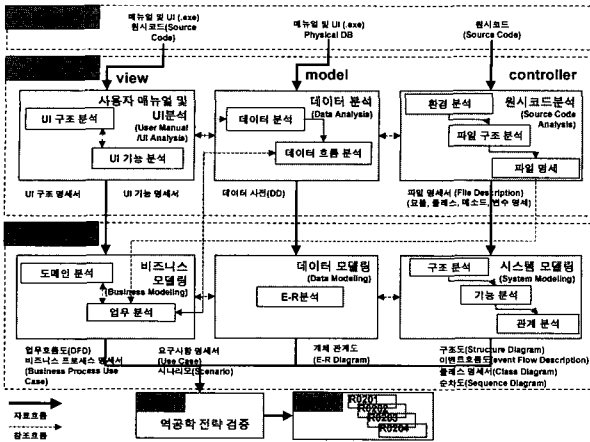 매뉴얼 및 UI (.exe)
원시코드(Source
Code)
매뉴얼 및 UI (.exe)
Physical DB
원시코드
(Source Code)
view
model
controller
사용자 매뉴얼 및
UI분석
(User Manual
/UI Analysis)
UI 구조 분석
UI 기능 분석
데이터 분석
(Data Analysis)
데이터 분석
데이터 흐름 분석
원시코드분석
(Source Code
Analysis)
환경 분석
파일 구조 분석
파일 명세
UI 구조 명세서
UI 기능 명세서
데이터 사전(DD)
파일 명세서 (File Description)
(모듈, 클래스, 메소드, 변수 명세)
비즈니스
모델링
(Business Modeling)
도메인 분석
업무 분석
데이터 모델링
(Data Modeling)
E-R분석
시스템 모델링
(System Modeling)
구조 분석
기능 분석
관계 분석
업무흐름도(DFD)
비즈니스 프로세스 명세서
(Business Process Use
Case)
요구사항 명세서
(Use Case)
시나리오(Scenario)
개체 관계도
(E-R Diagram)
구조도(Structure Diagram)
이벤트흐름도(event Flow Description)
클래스 명세서(Class Diagram)
순차도(Sequence Diagram)
자료흐름
참조흐름
역공학 전략 검증
R0201
R0202
R0203
R0204